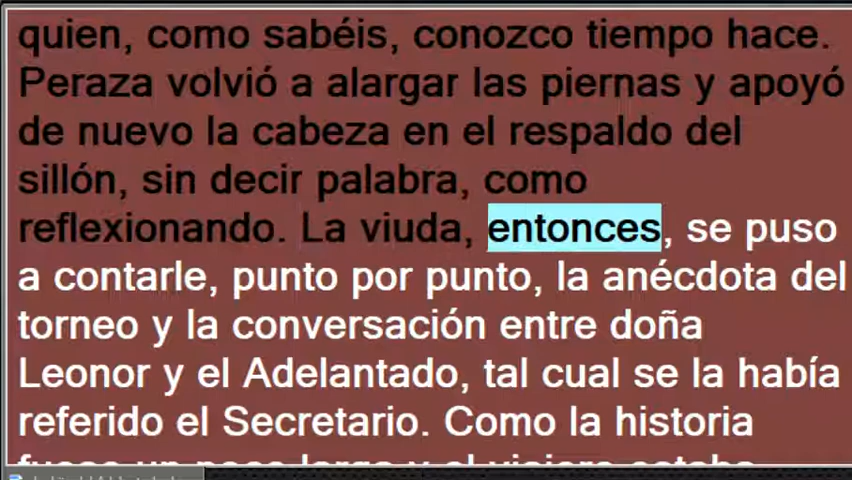 quien, como sabéis, conozco tiempo hace.
Peraza volvió a alargar las piernas y apoyó
de nuevo la cabeza en el respaldo del
sillón, sin decir palabra, como
reflexionando. La viuda, entonces, se puso
a contarle, punto por punto, la anécdota del
torneo y la conversación entre doña
Leonor y el Adelantado, tal cual se la había
referido el Secretario. Como la historia